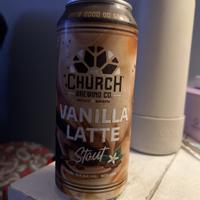 CHURCH
BREWING CO.
VANILLA
LATTE
Stout